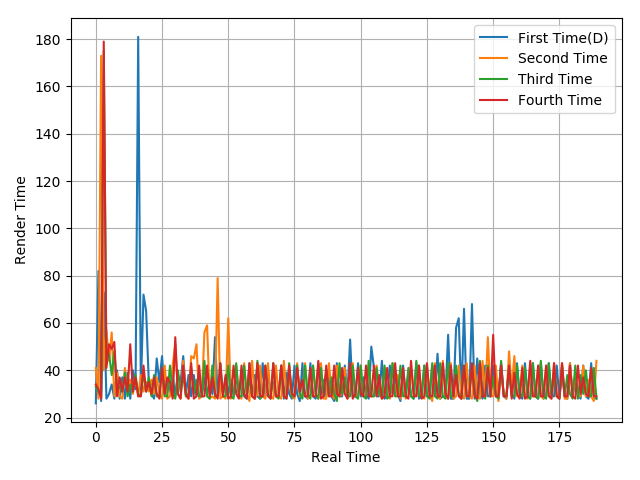 First Time(D)
Second Time
Third Time
Fourth Time
Render Time
180
160
140
120
100
80
60
40
20
0
25
50
75
100
125
150
175
Real Time